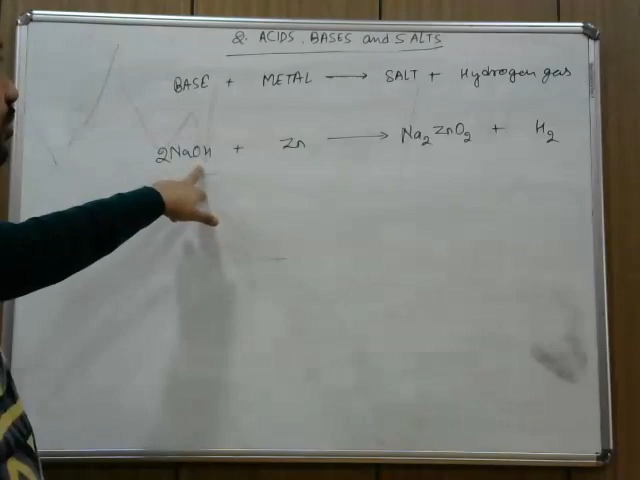 2. ACIDS, BASES and SALTS
BASE + METAL → SALT + Hydrogen gas
2NaOH + Zn → Na₂ZnO₂ + H₂